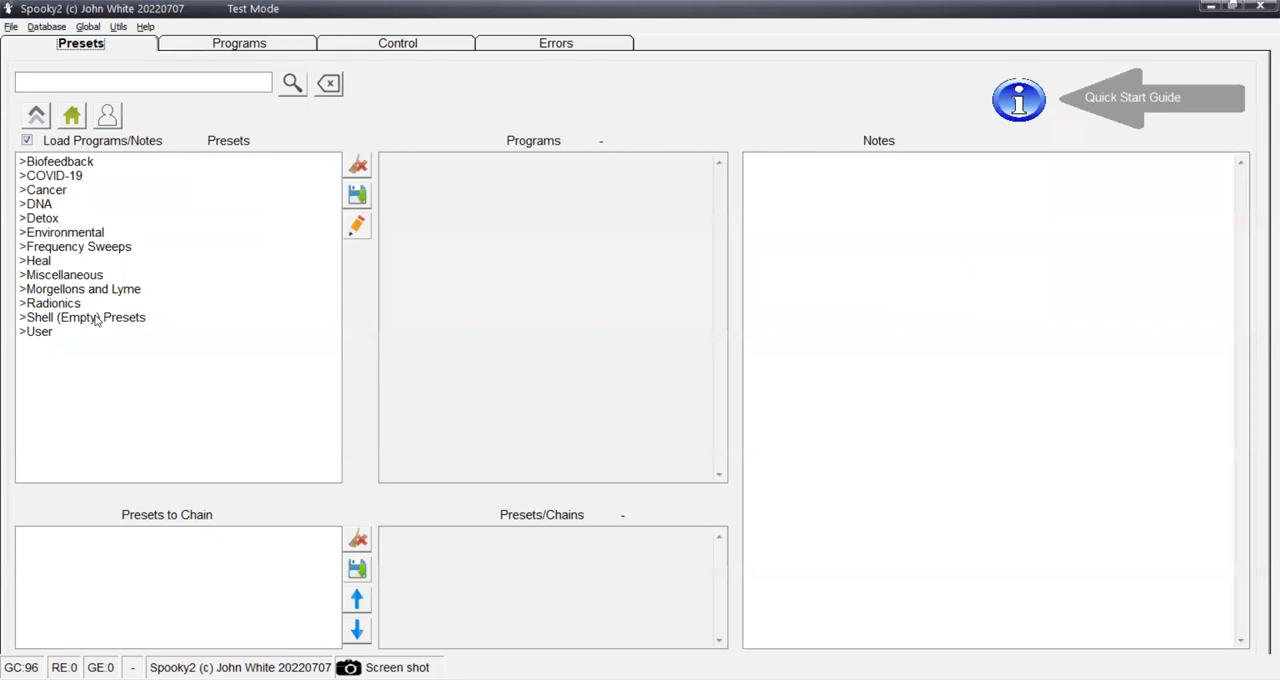 Spooky2 (c) John White 20220707 Test Mode
File Database Global Utils Help
Presets Programs Control Errors
Quick Start Guide
Load Programs/Notes Presets Programs - Notes
>Biofeedback
>COVID-19
>Cancer
>DNA
>Detox
>Environmental
>Frequency Sweeps
>Heal
>Miscellaneous
>Morgellons and Lyme
>Radionics
>Shell (Empty) Presets
>User
Presets to Chain Presets/Chains -
GC:96 RE:0 GE:0 - Spooky2 (c) John White 20220707 Screen shot